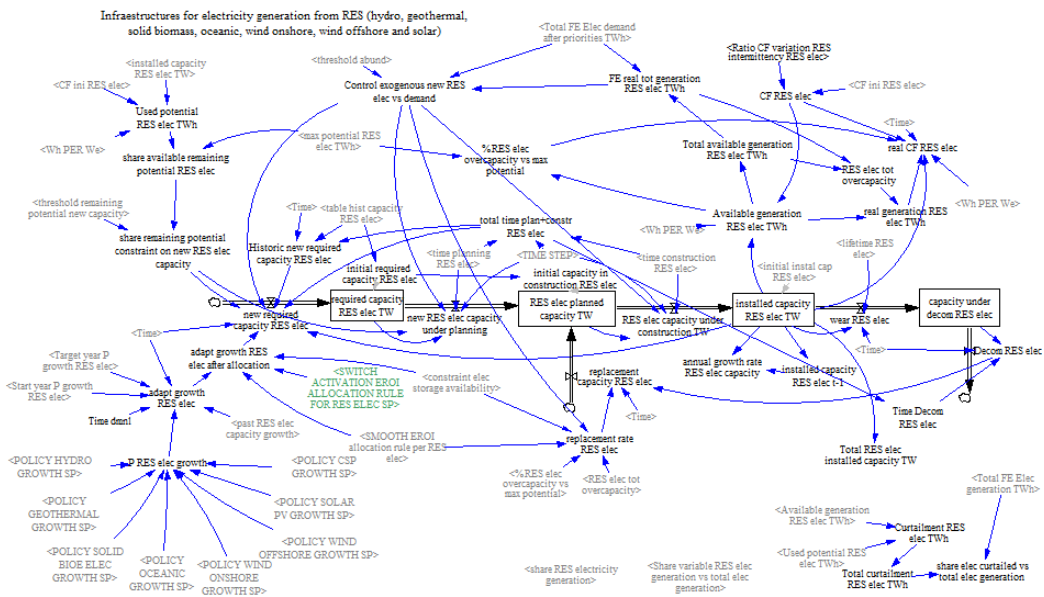 Infraestructures for electricity generation from RES (hydro, geothermal,
solid biomass, oceanic, wind onshore, wind offshore and solar)
<Total FE Elec demand
after priorities TWh>
<Ratio CF variation RES
intermittency RES elec>
<threshold abund>
<installed capacity
RES elec TW>
<CF ini RES elec>
Control exogenous new RES
elec vs demand
FE real tot generation
RES elec TWh
CF RES elec
<CF ini RES elec>
Used potential
RES elec TWh
<Time>
<Wh PER We>
<max potential RES
elec TWh>
%RES elec
overcapacity vs max
potential
Total available generation
RES elec TWh
real CF RES elec
share available remaining
potential RES elec
RES elec tot
overcapacity
<Wh PER We>
<threshold remaining
potential new capacity>
<Time>
<table hist capacity
RES elec>
total time plan+constr
RES elec
Available generation
RES elec TWh
real generation RES
elec TWh
<Wh PER We>
share remaining potential
constraint on new RES elec
capacity
Historic new required
capacity RES elec
<time planning
RES elec>
<TIME STEP>
<time construction
RES elec>
<lifetime RES
elec>
initial required
capacity RES elec
initial capacity in
construction RES elec
<initial instal cap
RES elec>
required capacity
RES elec TW
RES elec planned
capacity TW
installed capacity
RES elec TW
capacity under
decom RES elec
new required
capacity RES elec
new RES elec capacity
under planning
RES elec capacity under
construction TW
wear RES elec
<Time>
adapt growth RES
elec after allocation
annual growth rate
RES elec capacity
installed capacity
RES elec t-1
<Time>
Decom RES elec
<Target year P
growth RES elec>
<SWITCH
ACTIVATION EROI
ALLOCATION RULE
FOR RES ELEC SP>
<constraint elec
storage availability>
replacement
capacity RES elec
<Start year P growth
RES elec>
adapt growth
RES elec
Time dmnl
<past RES elec
capacity growth>
<Time>
Time Decom
RES elec
<SMOOTH EROI
allocation rule per RES
elec>
replacement rate
RES elec
Total RES elec
installed capacity TW
P RES elec growth
<POLICY HYDRO
GROWTH SP>
<POLICY CSP
GROWTH SP>
<%RES elec
overcapacity vs
max potential>
<RES elec tot
overcapacity>
<Total FE Elec
generation TWh>
<POLICY
GEOTHERMAL
GROWTH SP>
<POLICY SOLAR
PV GROWTH SP>
<Available generation
RES elec TWh>
Curtailment RES
elec TWh
<POLICY SOLID
BIOE ELEC
GROWTH SP>
<POLICY
OCEANIC
GROWTH SP>
<POLICY WIND
ONSHORE
GROWTH SP>
<POLICY WIND
OFFSHORE GROWTH SP>
<Used potential RES
elec TWh>
<share RES electricity
generation>
<Share variable RES elec
generation vs total elec
generation>
Total curtailment
RES elec TWh
share elec curtailed vs
total elec generation